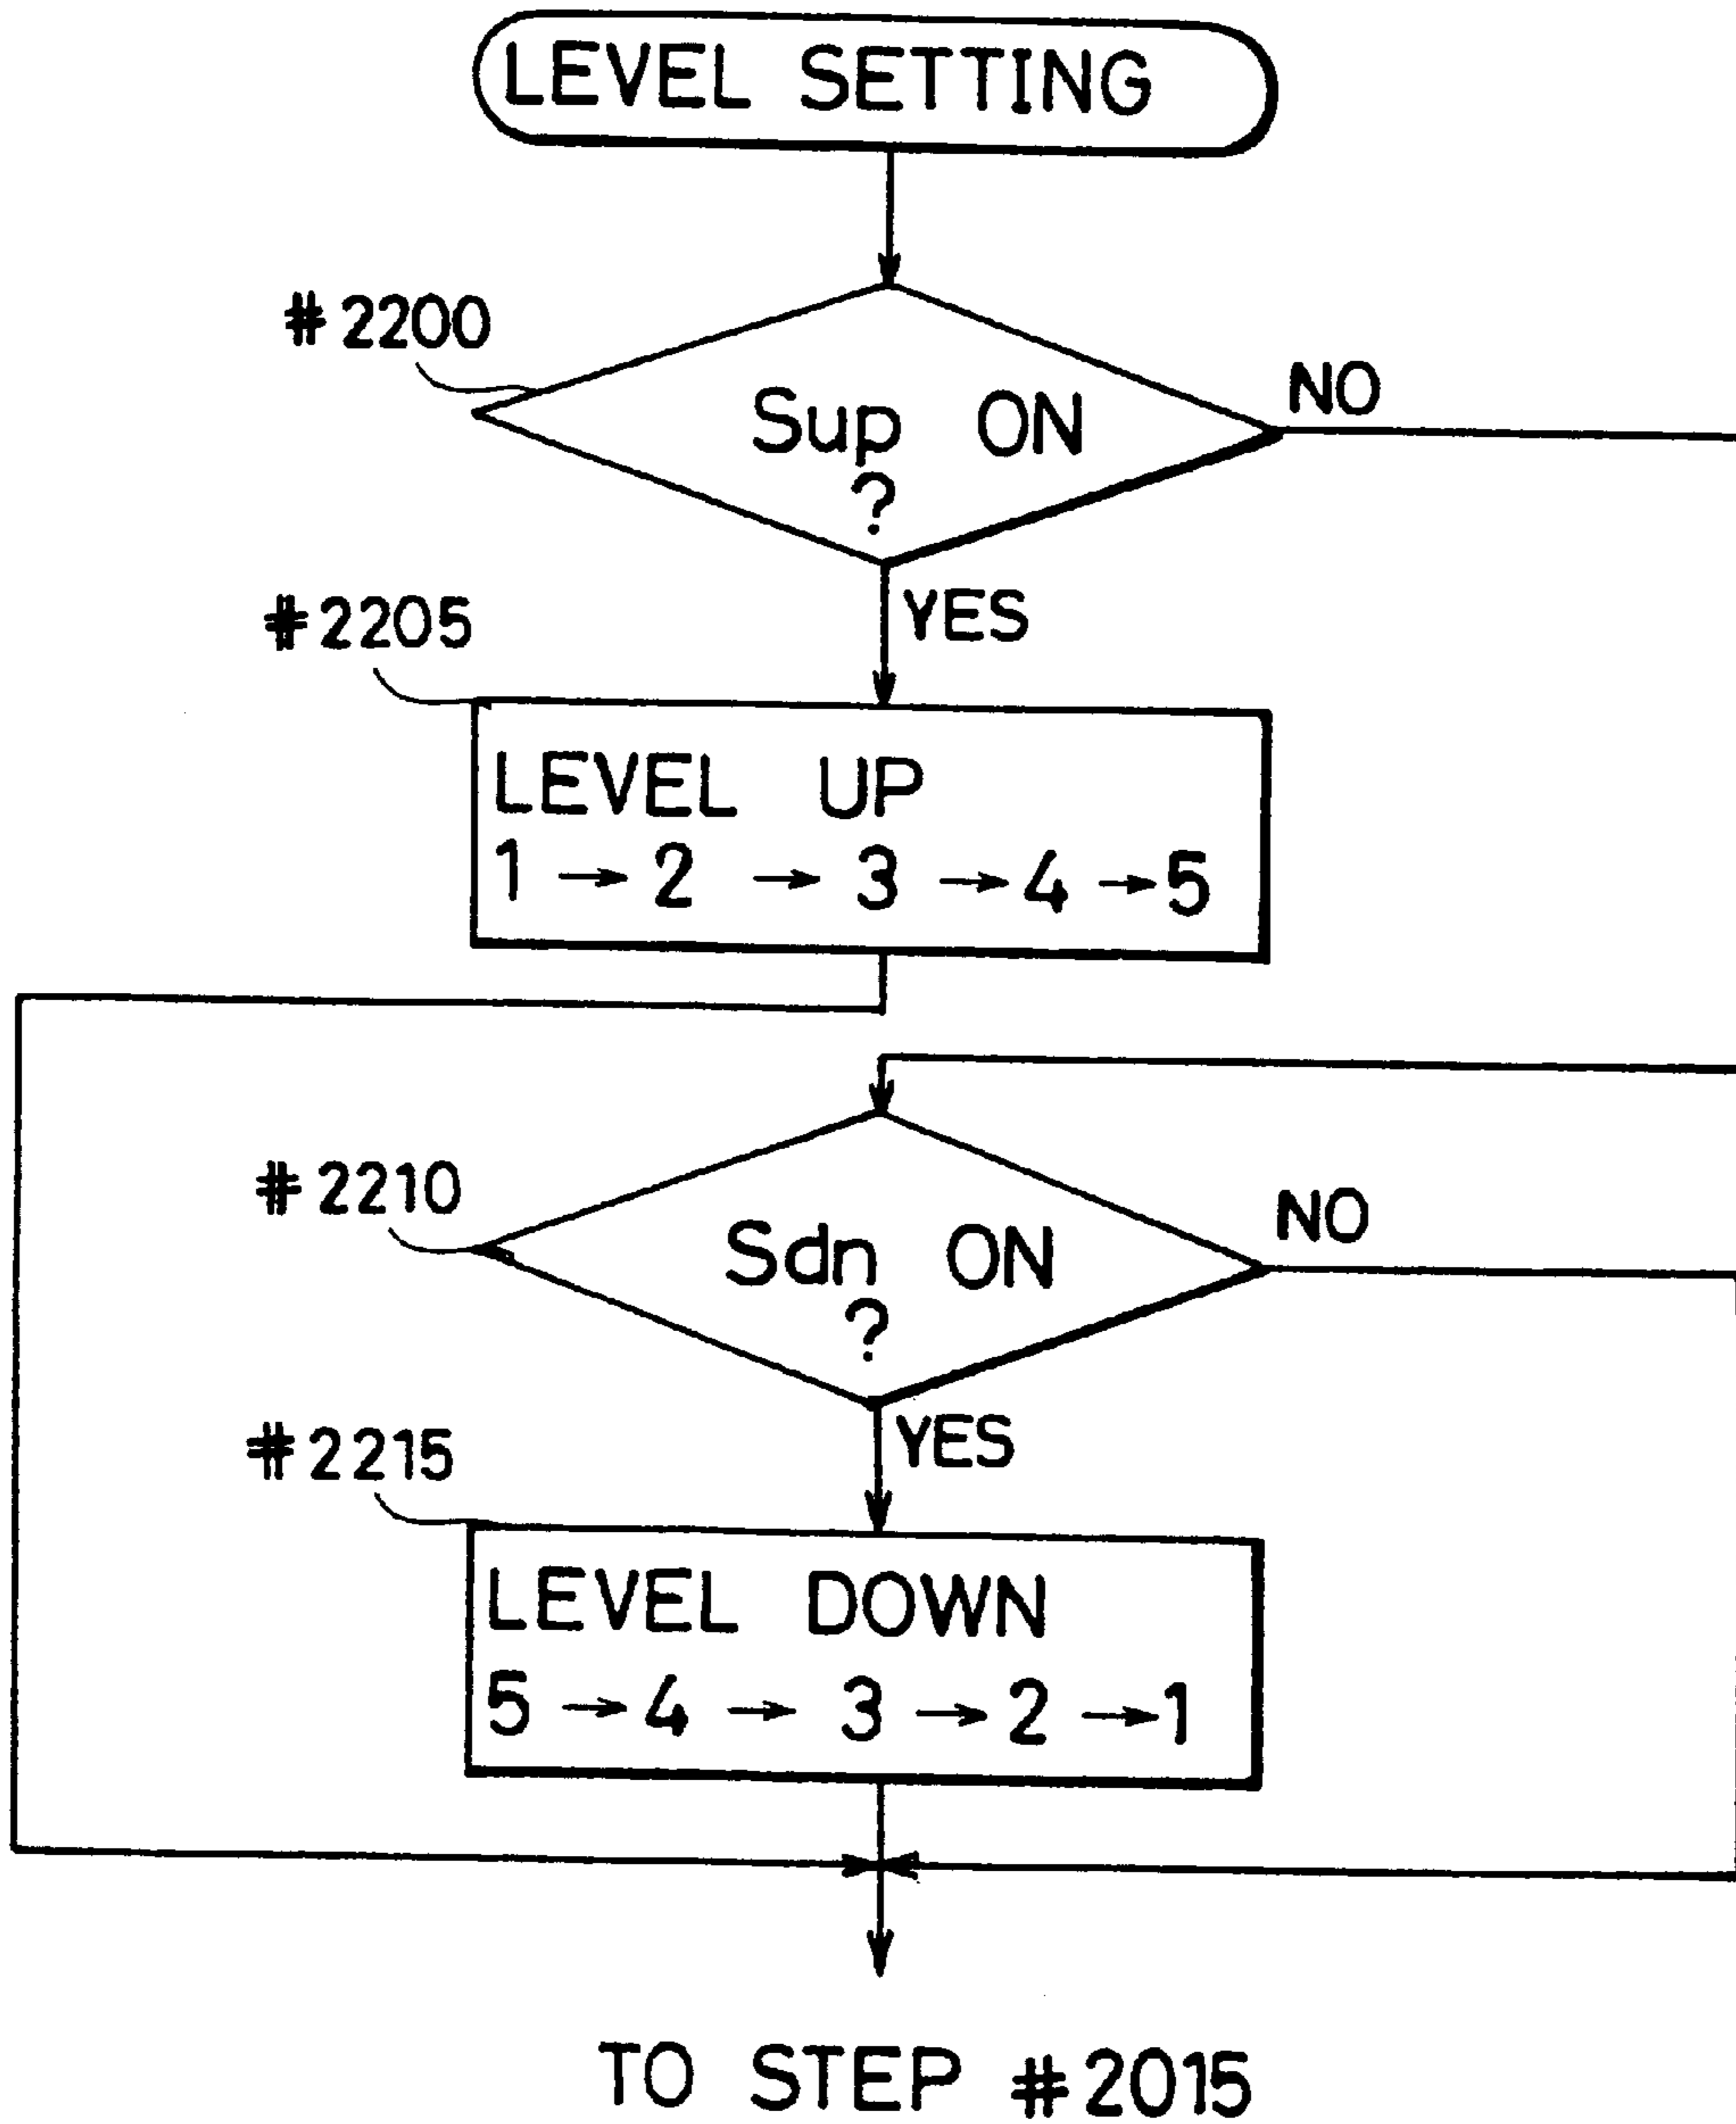 LEVEL SETTING
#2200
Sup ON
?
NO
YES
#2205
LEVEL UP
1 → 2 → 3 → 4 → 5
#2210
Sdn ON
?
NO
YES
#2215
LEVEL DOWN
5 → 4 → 3 → 2 → 1
TO STEP #2015